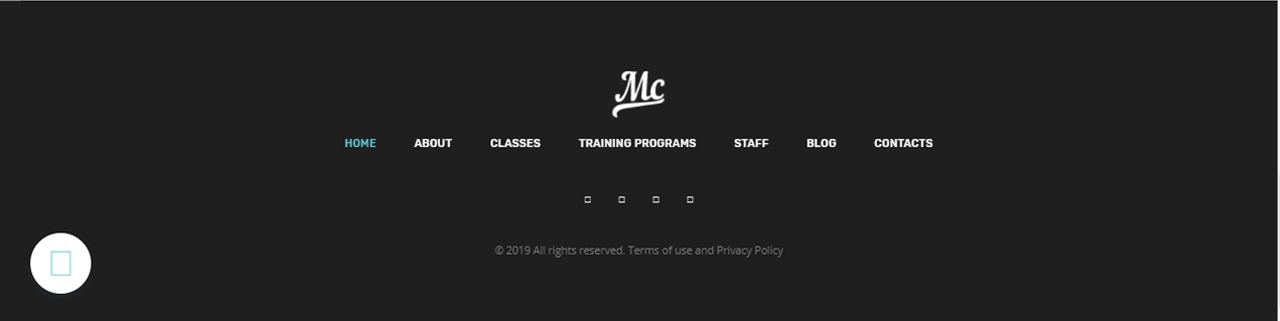 Mc
HOME ABOUT CLASSES TRAINING PROGRAMS STAFF BLOG CONTACTS
© 2019 All rights reserved. Terms of use and Privacy Policy